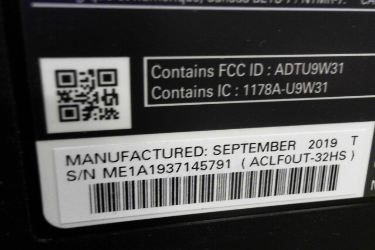 Contains FCC ID : ADTU9W31
Contains IC : 1178A-U9W31
MANUFACTURED: SEPTEMBER 2019 T
S/N ME1A1937145791 ( ACLF0UT-32HS )